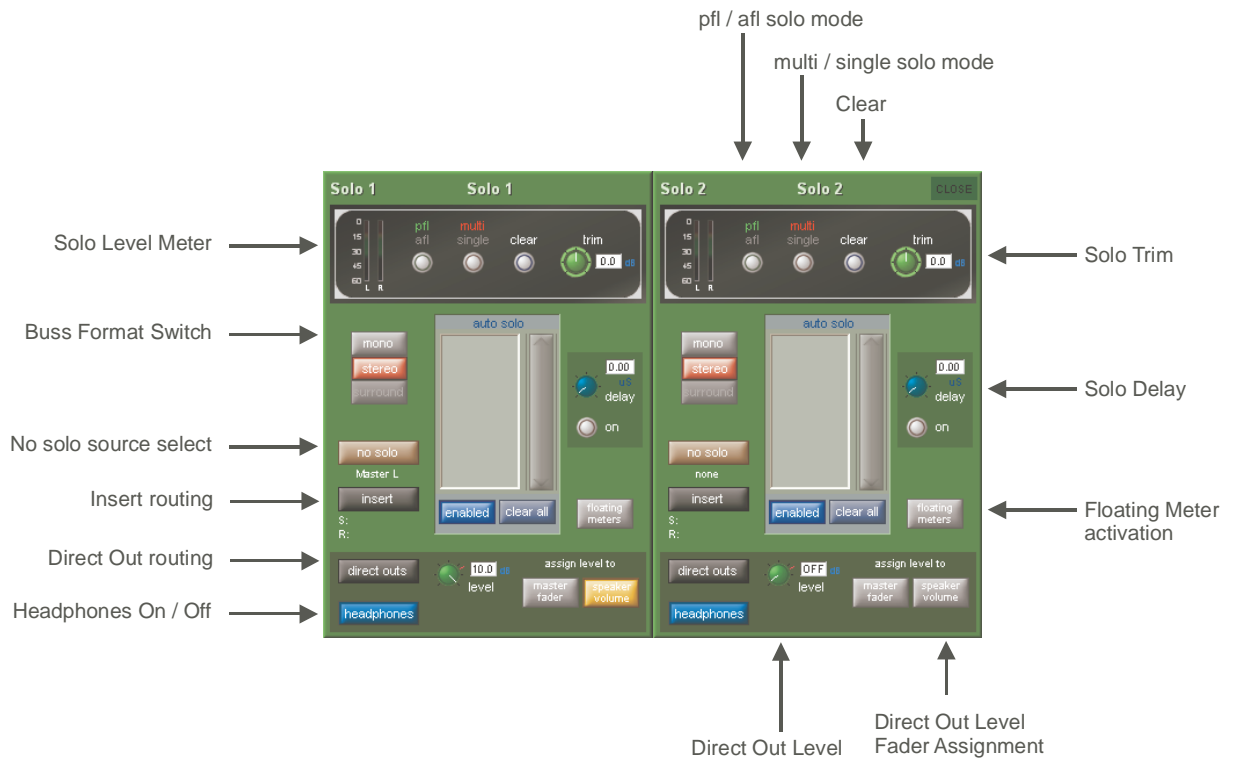 pfl / afl solo mode
multi / single solo mode
Clear
Solo 1 Solo 1
Solo 2 Solo 2 CLOSE
Solo Level Meter
0
15
30
45
60
L R
pfl
afl
multi
single
clear
trim
0.0 dB
0
15
30
45
60
L R
pfl
afl
multi
single
clear
trim
0.0 dB
Solo Trim
Buss Format Switch
mono
stereo
surround
auto solo
0.00
uS
delay
on
mono
stereo
surround
auto solo
0.00
uS
delay
on
Solo Delay
No solo source select
no solo
Master L
no solo
none
Insert routing
insert
S:
R:
enabled
clear all
floating
meters
insert
S:
R:
enabled
clear all
floating
meters
Floating Meter
activation
Direct Out routing
direct outs
10.0 dB
level
assign level to
master
fader
speaker
volume
direct outs
OFF dB
level
assign level to
master
fader
speaker
volume
Headphones On / Off
headphones
headphones
Direct Out Level
Direct Out Level
Fader Assignment